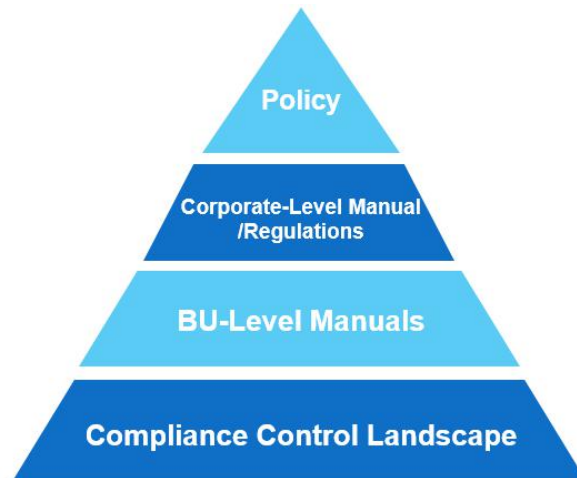 Policy
Corporate-Level Manual
/Regulations
BU-Level Manuals
Compliance Control Landscape